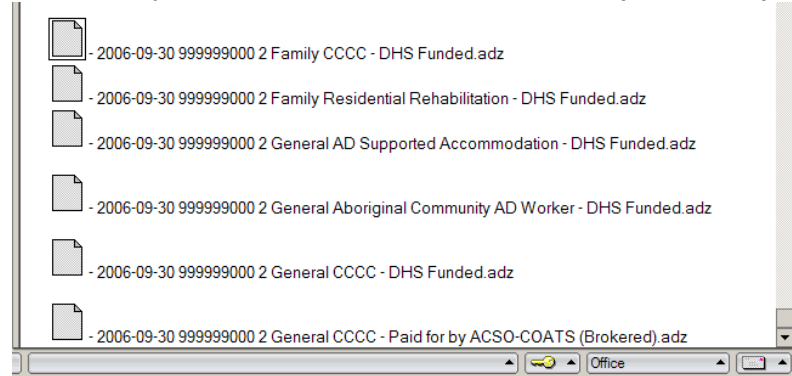 - 2006-09-30 999999000 2 Family CCCC - DHS Funded.adz
- 2006-09-30 999999000 2 Family Residential Rehabilitation - DHS Funded.adz
- 2006-09-30 999999000 2 General AD Supported Accommodation - DHS Funded.adz
- 2006-09-30 999999000 2 General Aboriginal Community AD Worker - DHS Funded.adz
- 2006-09-30 999999000 2 General CCCC - DHS Funded.adz
- 2006-09-30 999999000 2 General CCCC - Paid for by ACSO-COATS (Brokered).adz
Office